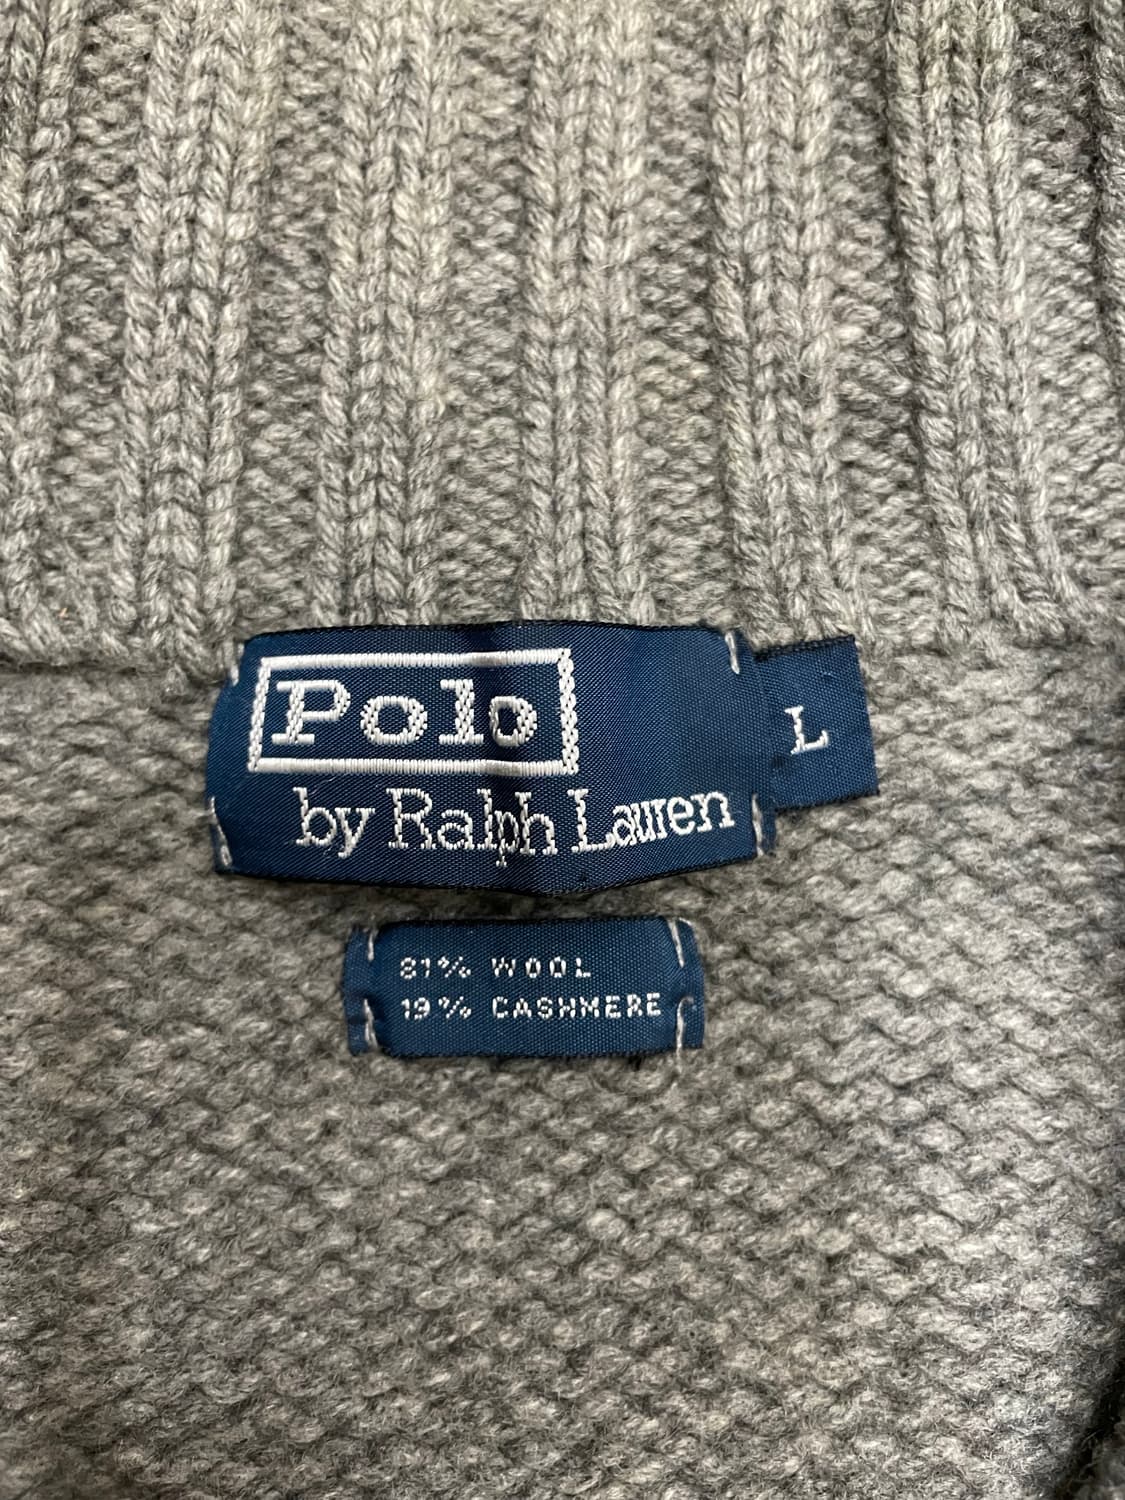 Polo
by Ralph Lauren
L
81% WOOL
19% CASHMERE